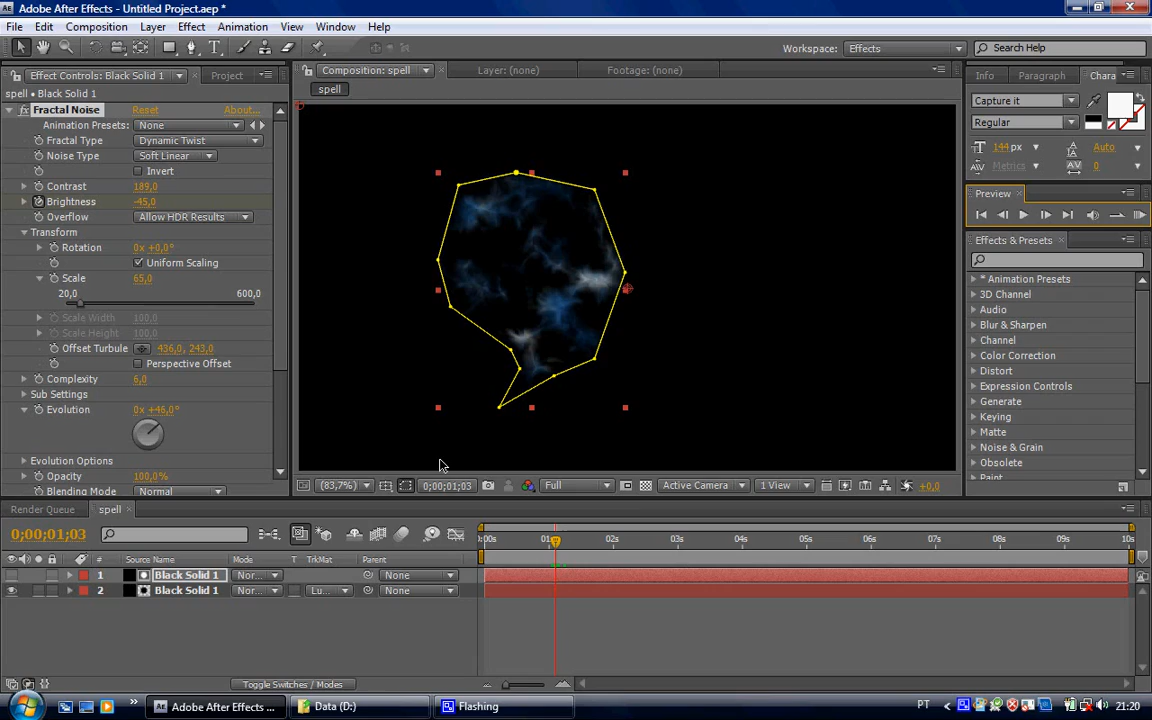 Adobe After Effects - Untitled Project.aep *
File Edit Composition Layer Effect Animation View Window Help
Workspace: Effects Search Help
Effect Controls: Black Solid 1 Project Composition: spell Layer: (none) Footage: (none) Info Paragraph Chara
spell • Black Solid 1 spell
Fractal Noise Reset About... Capture it
Animation Presets: None Regular
Fractal Type Dynamic Twist 144 px Auto
Noise Type Soft Linear Metrics 0
Invert
Contrast 189,0 Preview
Brightness -45,0
Overflow Allow HDR Results
Transform Effects & Presets
Rotation 0x +0,0°
Uniform Scaling
Scale 65,0 * Animation Presets
20,0 600,0 3D Channel
Audio
Scale Width 100,0 Blur & Sharpen
Scale Height 100,0 Channel
Offset Turbule 436,0 243,0 Color Correction
Perspective Offset Distort
Complexity 6,0 Expression Controls
Sub Settings Generate
Evolution 0x +46,0° Keying
Matte
Noise & Grain
Evolution Options Obsolete
Opacity 100,0% Paint
Blending Mode Normal (83,7%) 0;00;01;03 Full Active Camera 1 View +0,0
Render Queue spell
0;00;01;03 :00s 01s 02s 03s 04s 05s 06s 07s 08s 09s 10s
# Source Name Mode T TrkMat Parent
1 Black Solid 1 Nor... None
2 Black Solid 1 Nor... Lu... None
Toggle Switches / Modes
Adobe After Effects ... Data (D:) Flashing PT 21:20